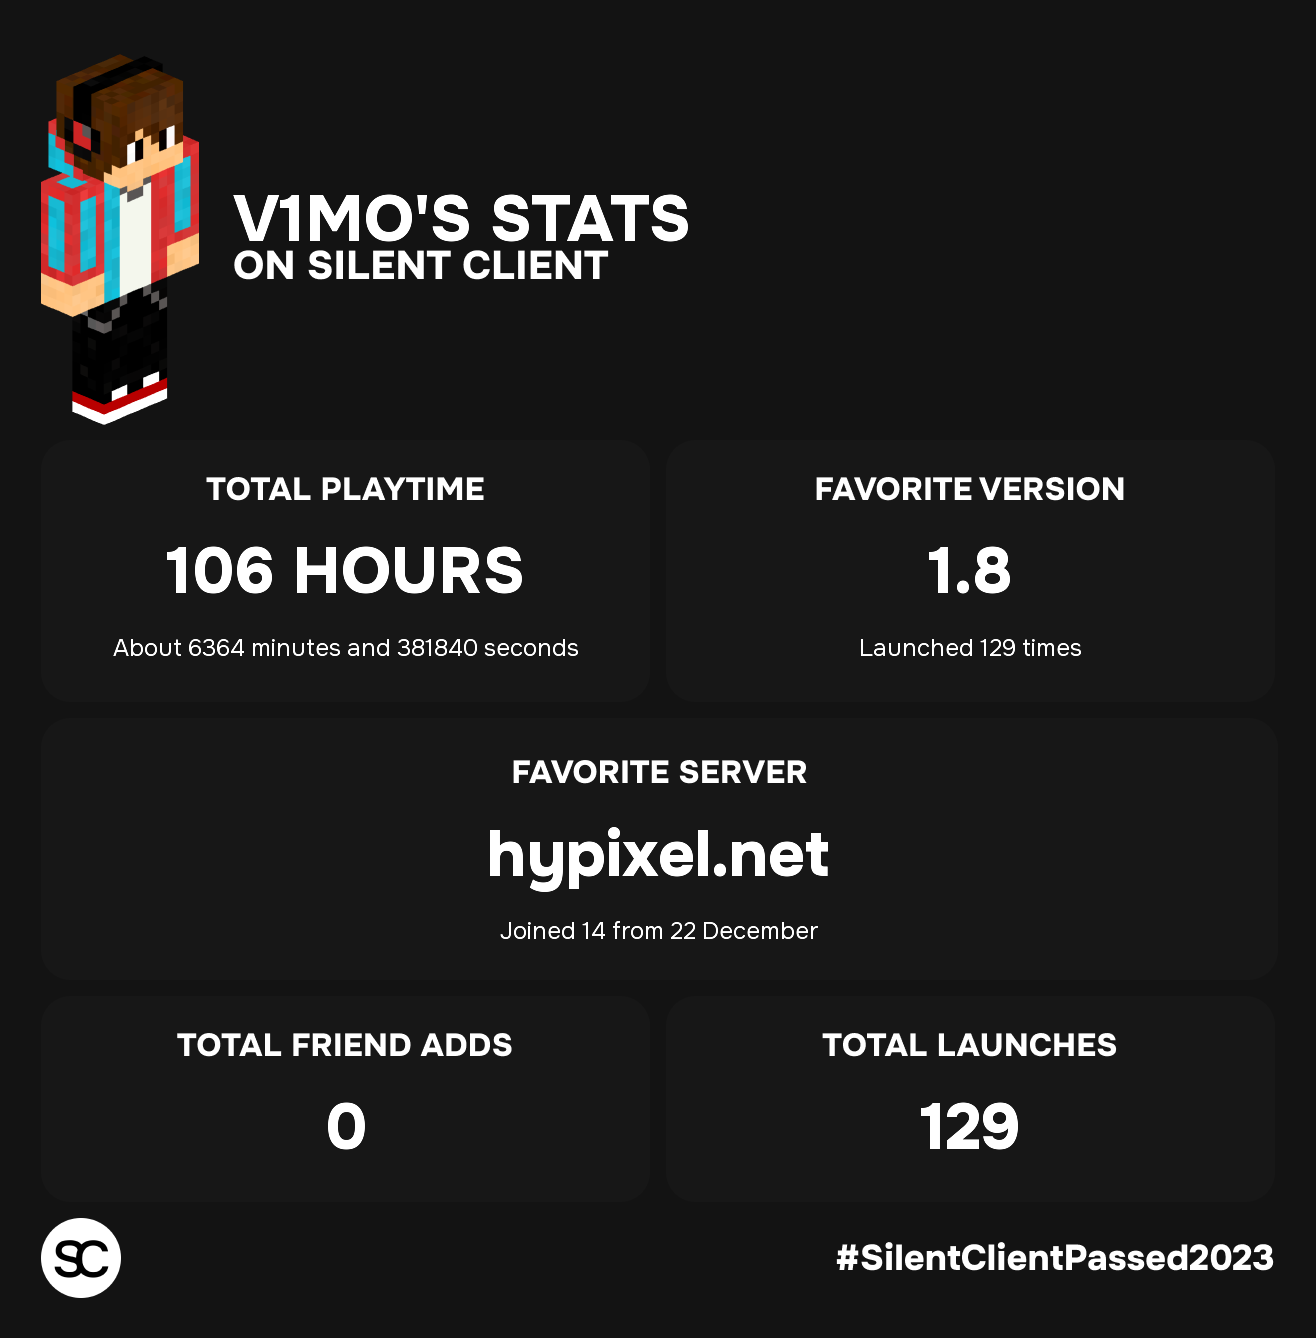 V1MO'S STATS
ON SILENT CLIENT
TOTAL PLAYTIME
106 HOURS
About 6364 minutes and 381840 seconds
FAVORITE VERSION
1.8
Launched 129 times
FAVORITE SERVER
hypixel.net
Joined 14 from 22 December
TOTAL FRIEND ADDS
0
TOTAL LAUNCHES
129
SC
#SilentClientPassed2023